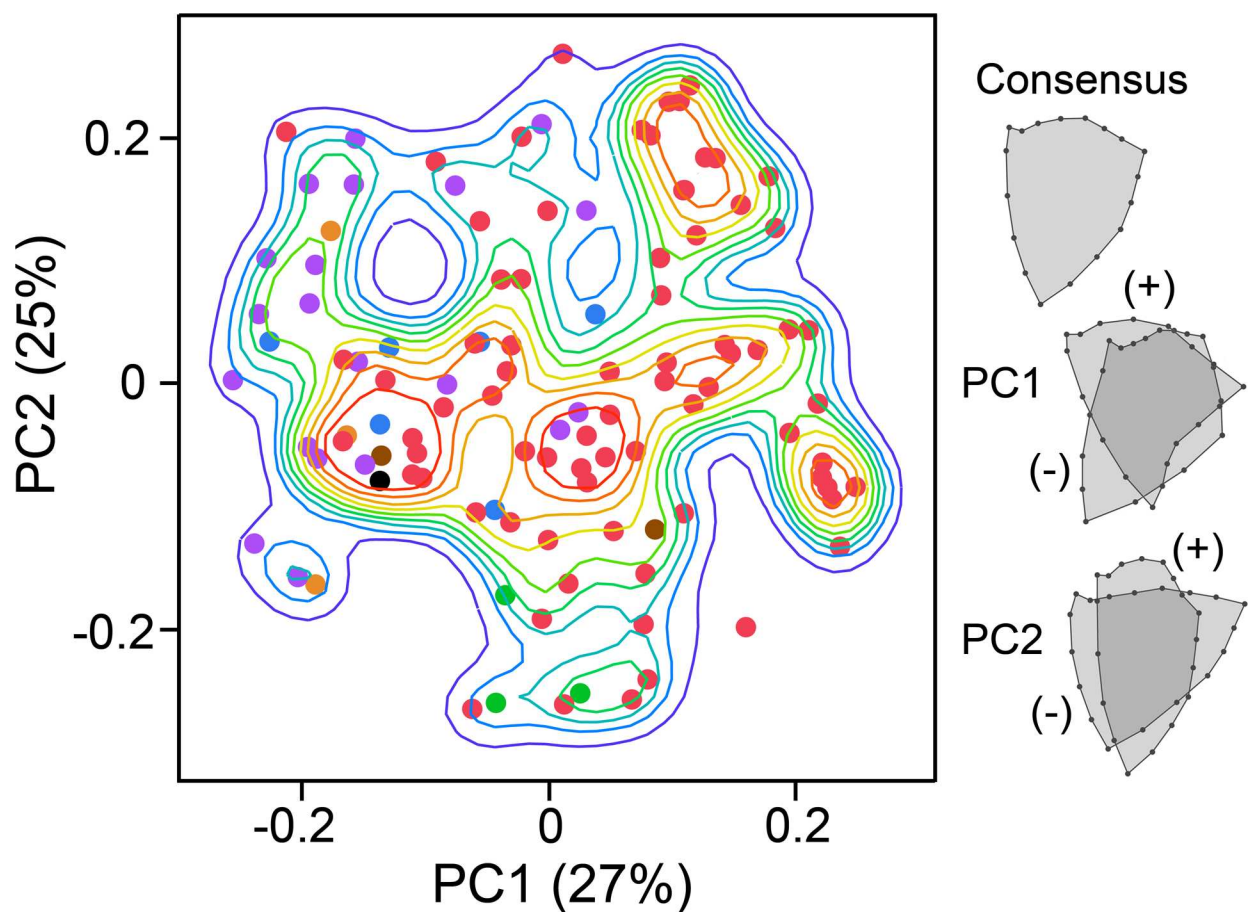 0.2
0
-0.2
PC2 (25%)
-0.2
0
0.2
PC1 (27%)
Consensus
(+)
PC1
(-)
(+)
PC2
(-)